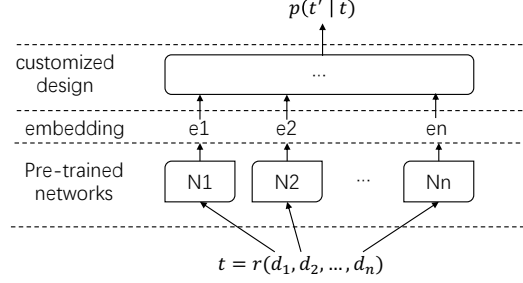 p(t′ | t)
customized
design
...
embedding
e1
e2
en
Pre-trained
networks
N1
N2
...
Nn
t = r(d₁, d₂, ..., dₙ)